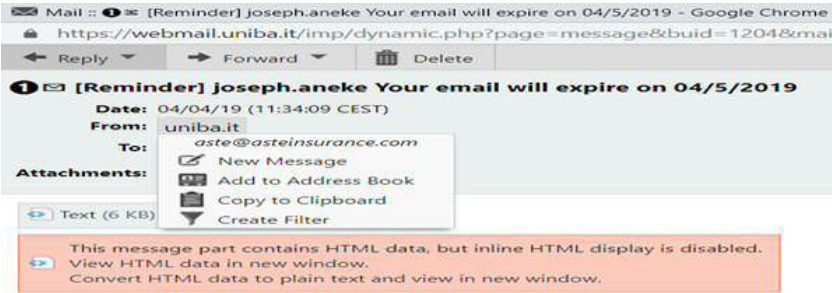 Mail :: ❶ ✉ [Reminder] joseph.aneke Your email will expire on 04/5/2019 - Google Chrome
https://webmail.uniba.it/imp/dynamic.php?page=message&buid=1204&mai
Reply Forward Delete
❶ ✉ [Reminder] joseph.aneke Your email will expire on 04/5/2019
Date: 04/04/19 (11:34:09 CEST)
From: uniba.it
To: aste@asteinsurance.com
New Message
Attachments: Add to Address Book
Copy to Clipboard
Text (6 KB) Create Filter
This message part contains HTML data, but inline HTML display is disabled.
View HTML data in new window.
Convert HTML data to plain text and view in new window.